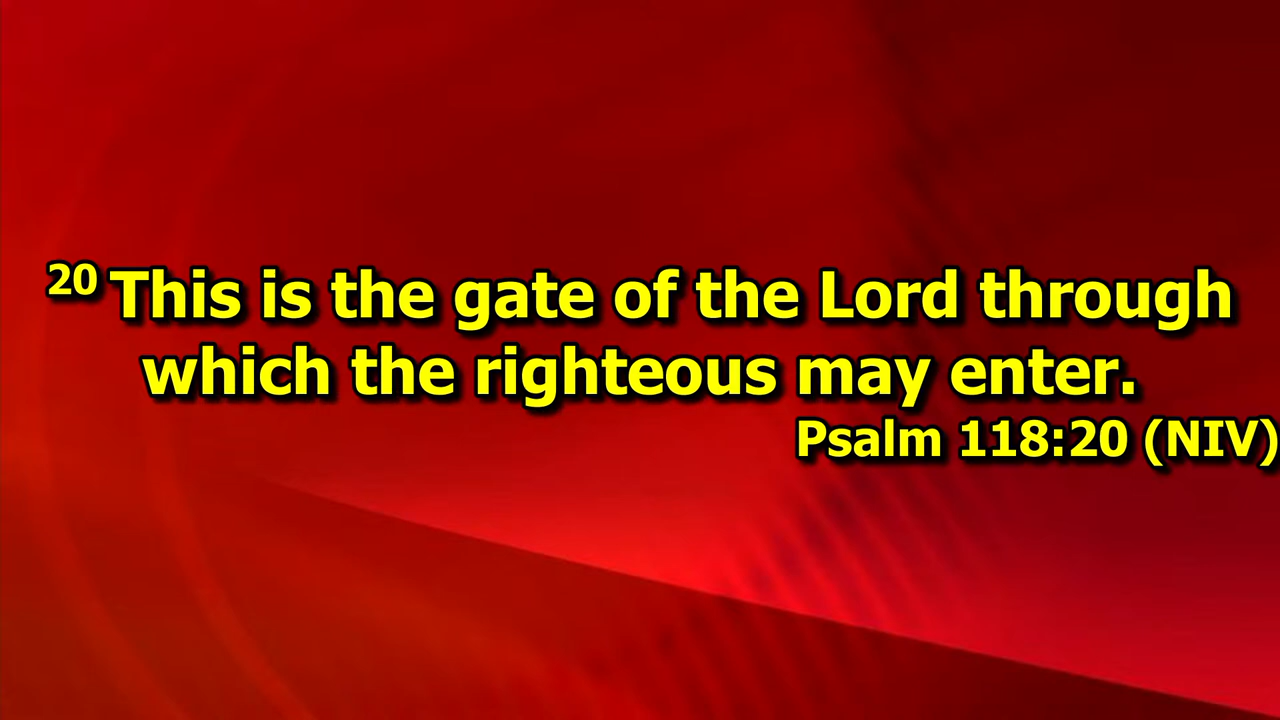 20 This is the gate of the Lord through
which the righteous may enter.
Psalm 118:20 (NIV)